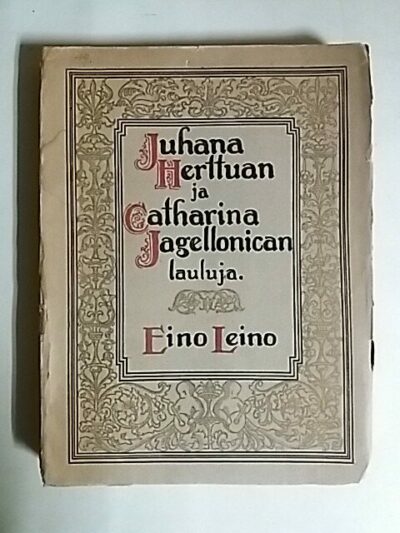 Juhana
Herttuan
ja
Catharina
Jagellonican
lauluja.
Eino Leino